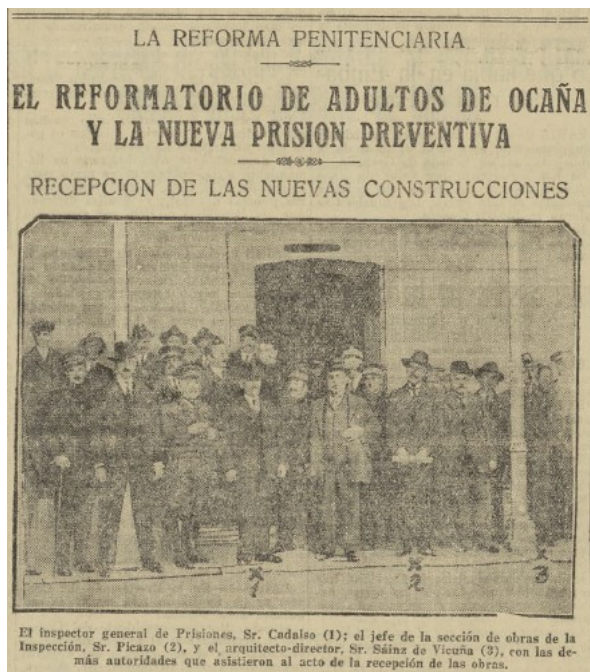 LA REFORMA PENITENCIARIA
EL REFORMATORIO DE ADULTOS DE OCAÑA
Y LA NUEVA PRISION PREVENTIVA
RECEPCION DE LAS NUEVAS CONSTRUCCIONES
1
2
3
El inspector general de Prisiones, Sr. Cadalso (1); el jefe de la sección de obras de la
Inspección, Sr. Picazo (2), y el arquitecto-director, Sr. Sáinz de Vicuña (3), con las de-
más autoridades que asistieron al acto de la recepción de las obras.